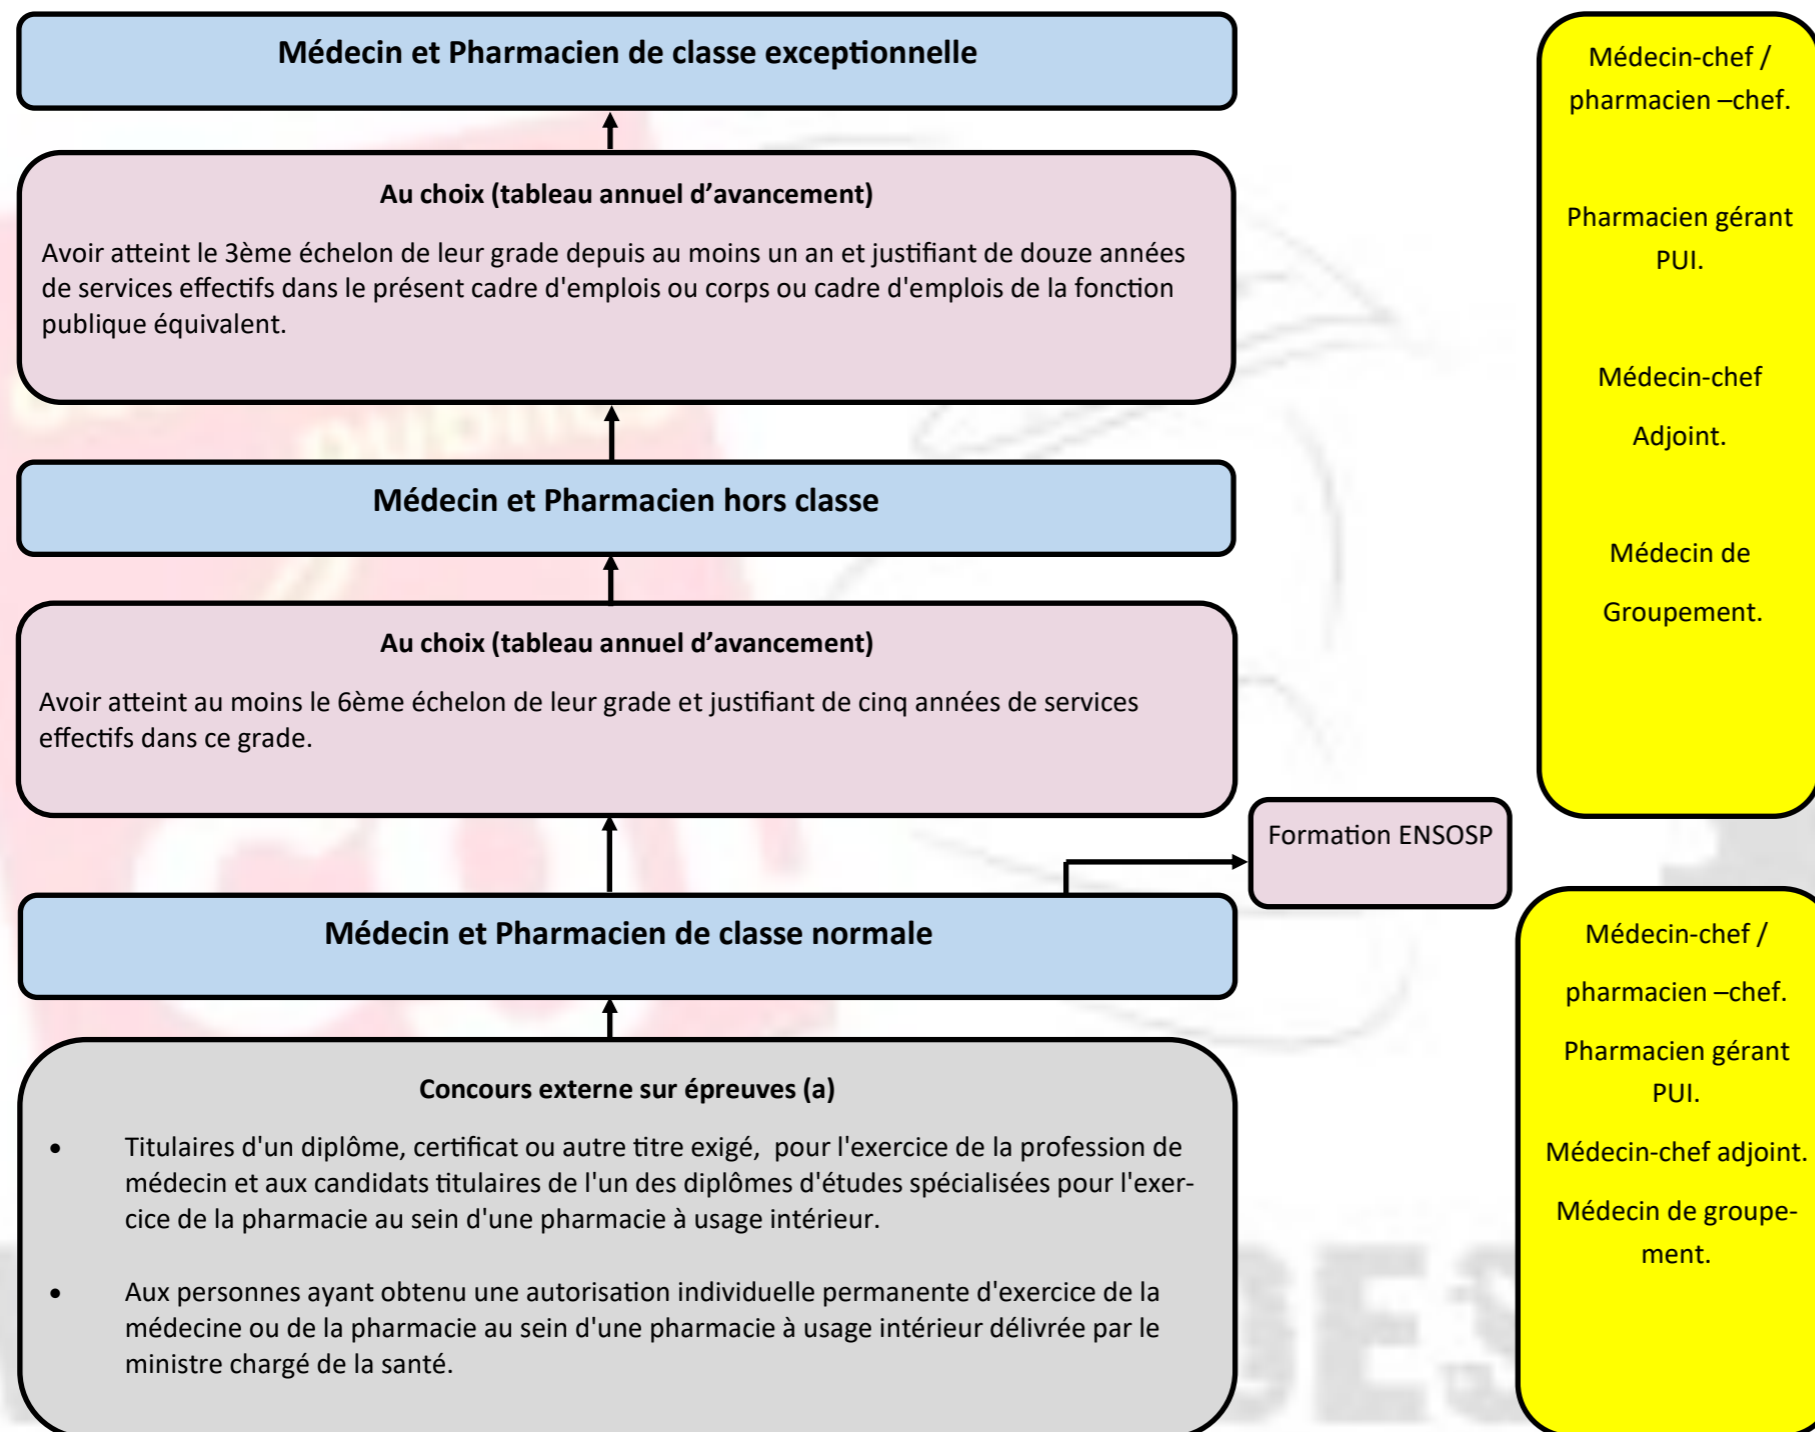 Médecin et Pharmacien de classe exceptionnelle
Au choix (tableau annuel d’avancement)
Avoir atteint le 3ème échelon de leur grade depuis au moins un an et justifiant de douze années
de services effectifs dans le présent cadre d'emplois ou corps ou cadre d'emplois de la fonction
publique équivalent.
Médecin et Pharmacien hors classe
Au choix (tableau annuel d’avancement)
Avoir atteint au moins le 6ème échelon de leur grade et justifiant de cinq années de services
effectifs dans ce grade.
Formation ENSOSP
Médecin et Pharmacien de classe normale
Concours externe sur épreuves (a)
• Titulaires d'un diplôme, certificat ou autre titre exigé, pour l'exercice de la profession de
médecin et aux candidats titulaires de l'un des diplômes d'études spécialisées pour l'exer-
cice de la pharmacie au sein d'une pharmacie à usage intérieur.
• Aux personnes ayant obtenu une autorisation individuelle permanente d'exercice de la
médecine ou de la pharmacie au sein d'une pharmacie à usage intérieur délivrée par le
ministre chargé de la santé.
Médecin-chef /
pharmacien –chef.
Pharmacien gérant
PUI.
Médecin-chef
Adjoint.
Médecin de
Groupement.
Médecin-chef /
pharmacien –chef.
Pharmacien gérant
PUI.
Médecin-chef adjoint.
Médecin de groupe-
ment.